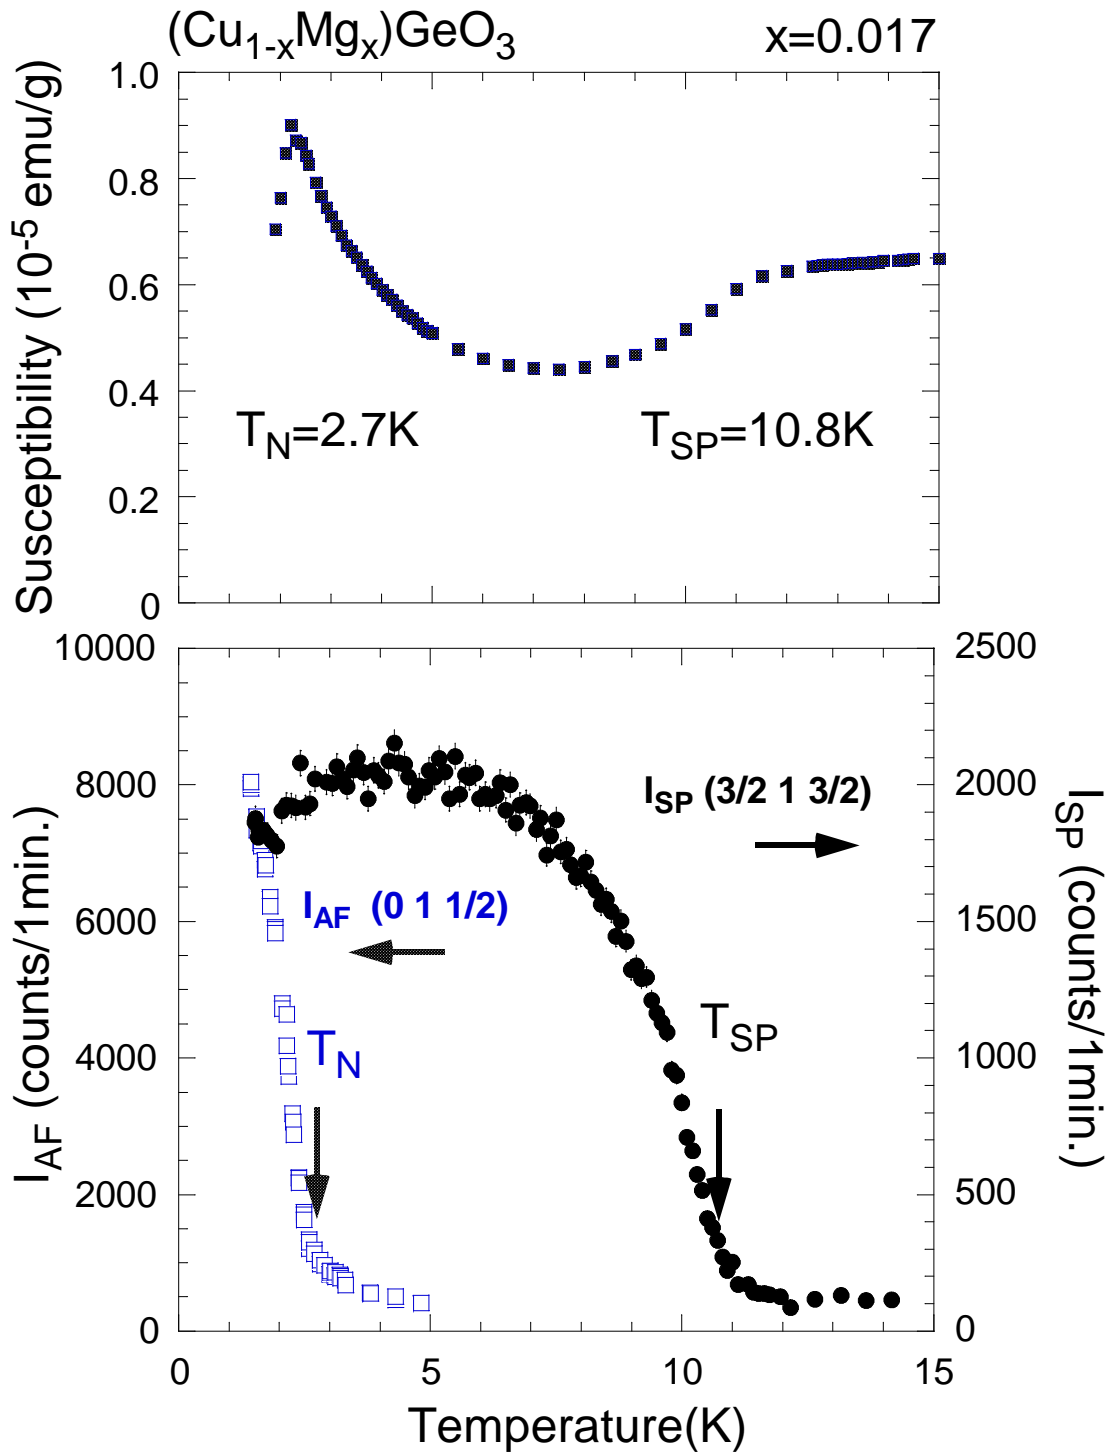 (Cu1-xMgx)GeO3 x=0.017
Susceptibility (10-5 emu/g)
1.0
0.8
0.6
0.4
0.2
0
TN=2.7K TSP=10.8K
IAF (counts/1min.)
10000
8000
6000
4000
2000
0
2500
2000
1500
1000
500
0
ISP (counts/1min.)
ISP (3/2 1 3/2)
IAF (0 1 1/2)
TN
TSP
0 5 10 15
Temperature(K)